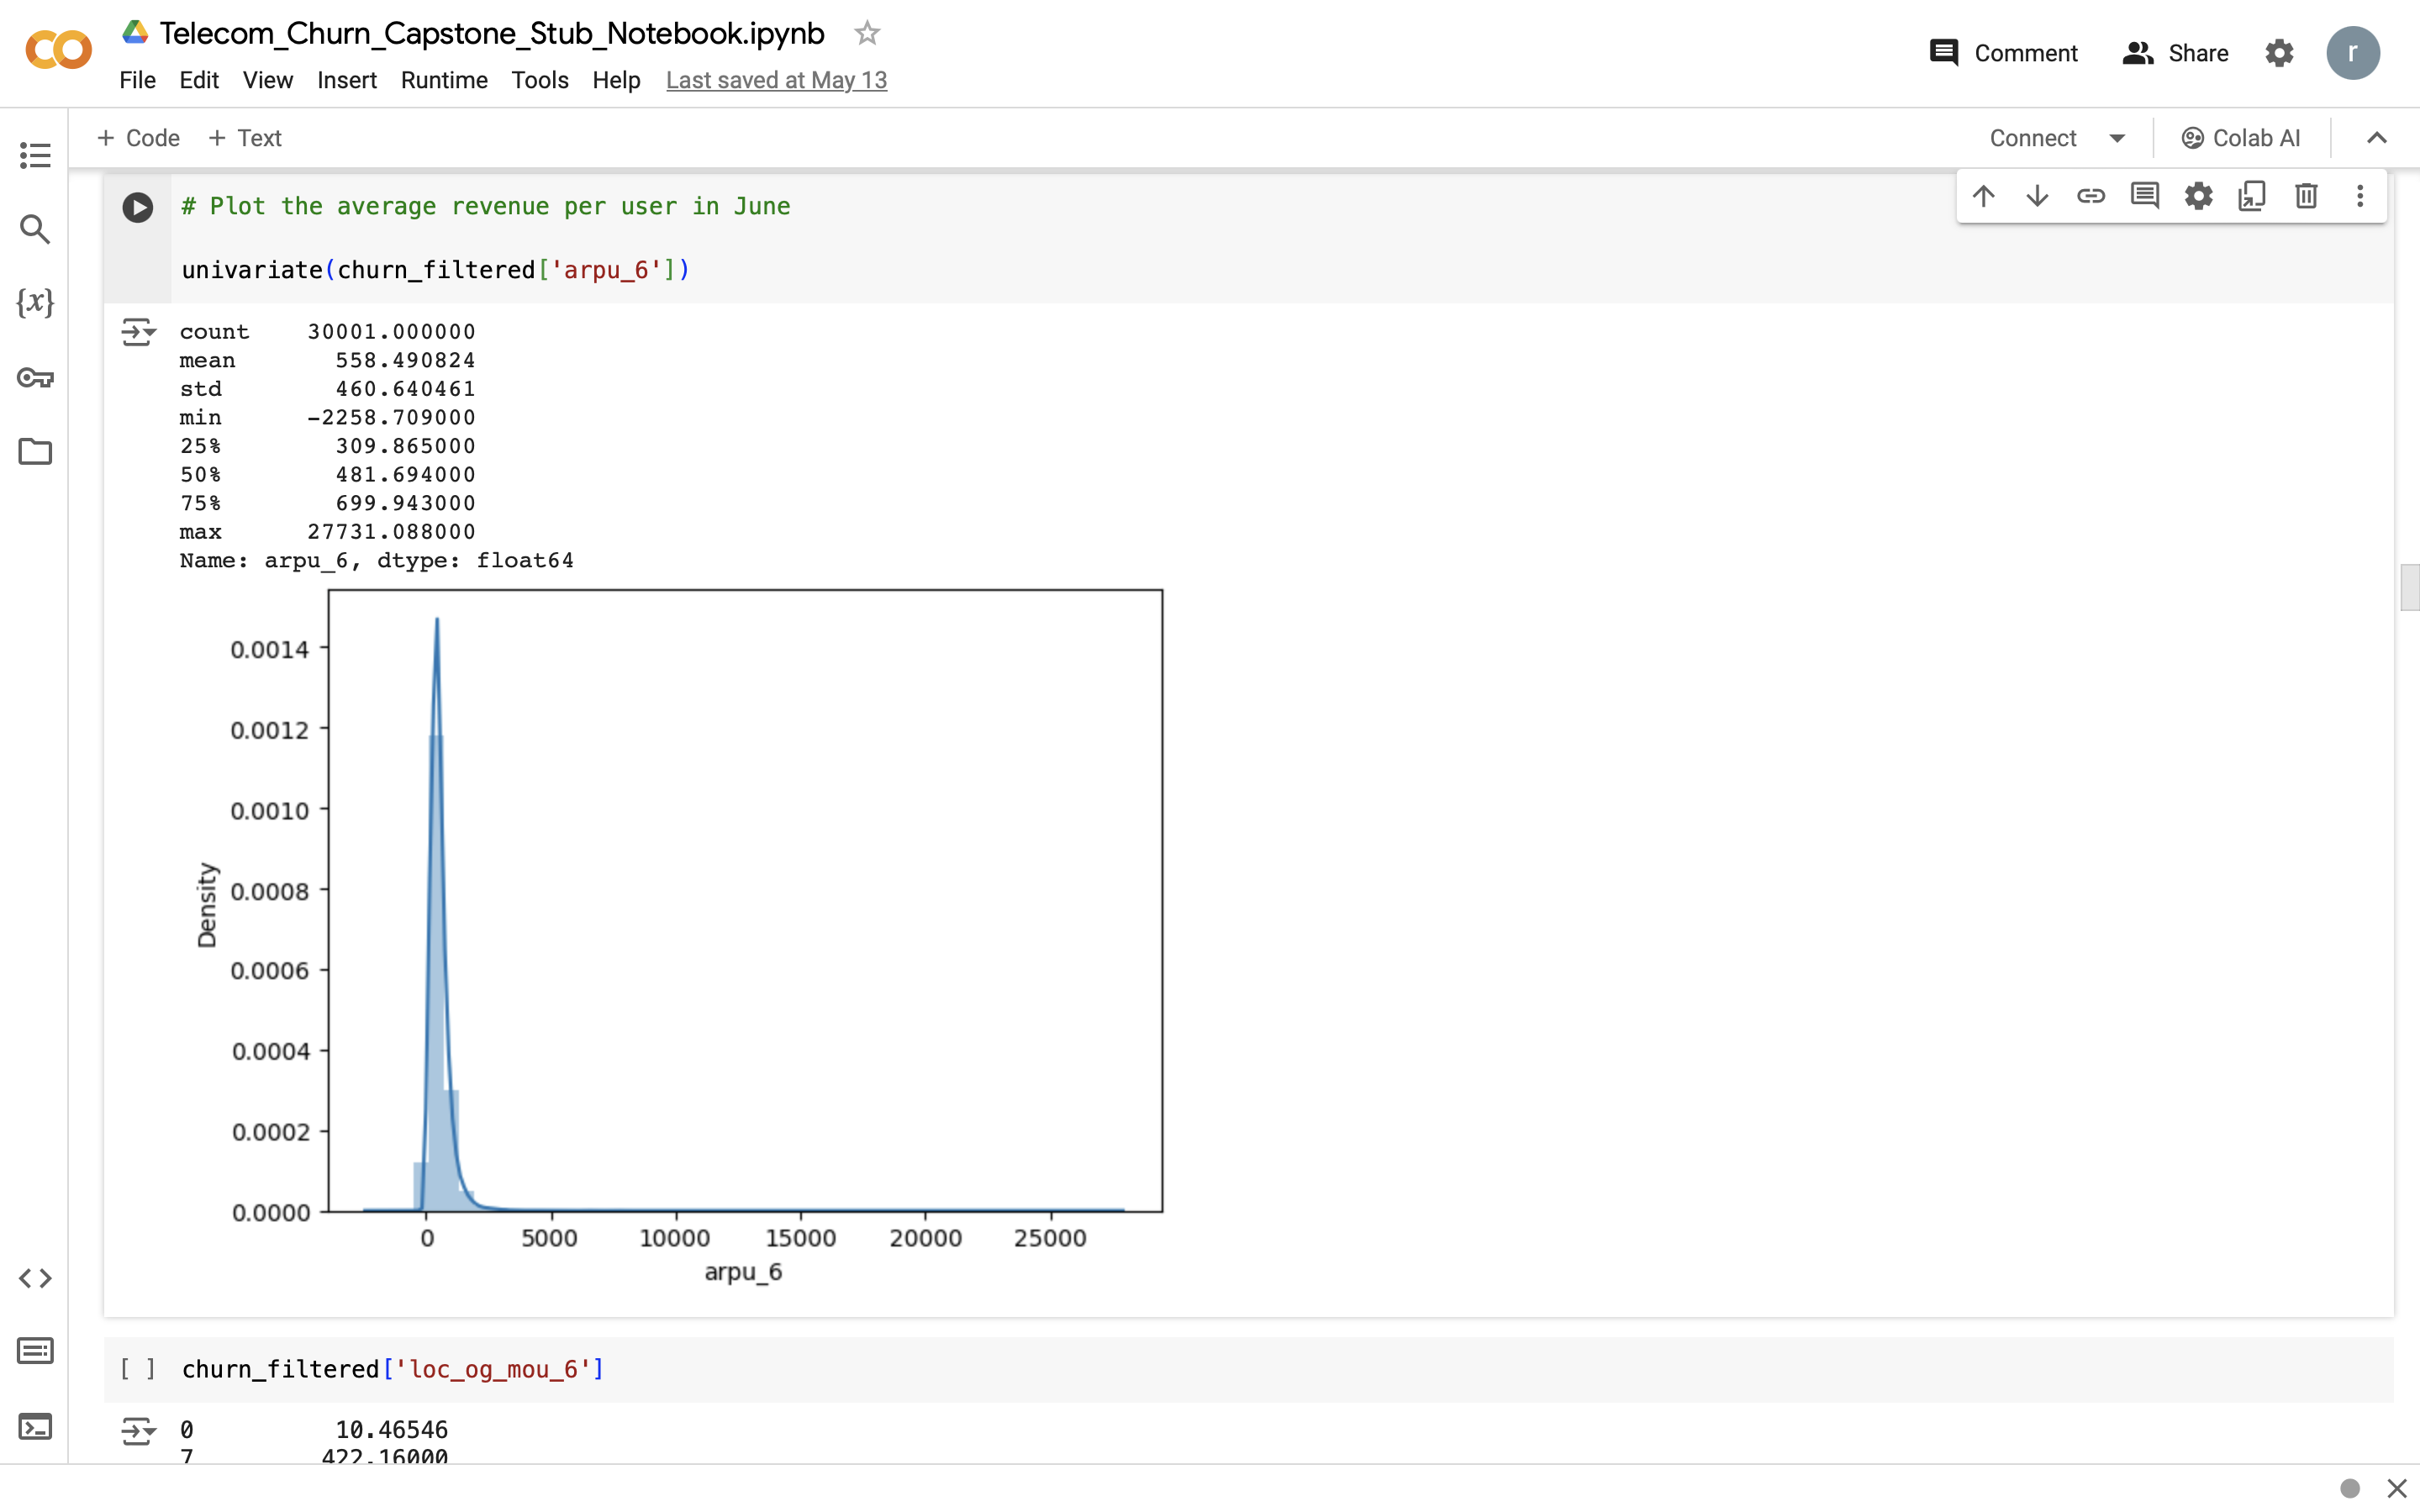 Telecom_Churn_Capstone_Stub_Notebook.ipynb
File Edit View Insert Runtime Tools Help Last saved at May 13
Comment Share r
+ Code + Text
Connect Colab AI
{x}
# Plot the average revenue per user in June
univariate(churn_filtered['arpu_6'])
count 30001.000000
mean 558.490824
std 460.640461
min -2258.709000
25% 309.865000
50% 481.694000
75% 699.943000
max 27731.088000
Name: arpu_6, dtype: float64
0.0014
0.0012
0.0010
0.0008
0.0006
0.0004
0.0002
0.0000
Density
0 5000 10000 15000 20000 25000
arpu_6
[ ] churn_filtered['loc_og_mou_6']
0 10.46546
7 422.16000